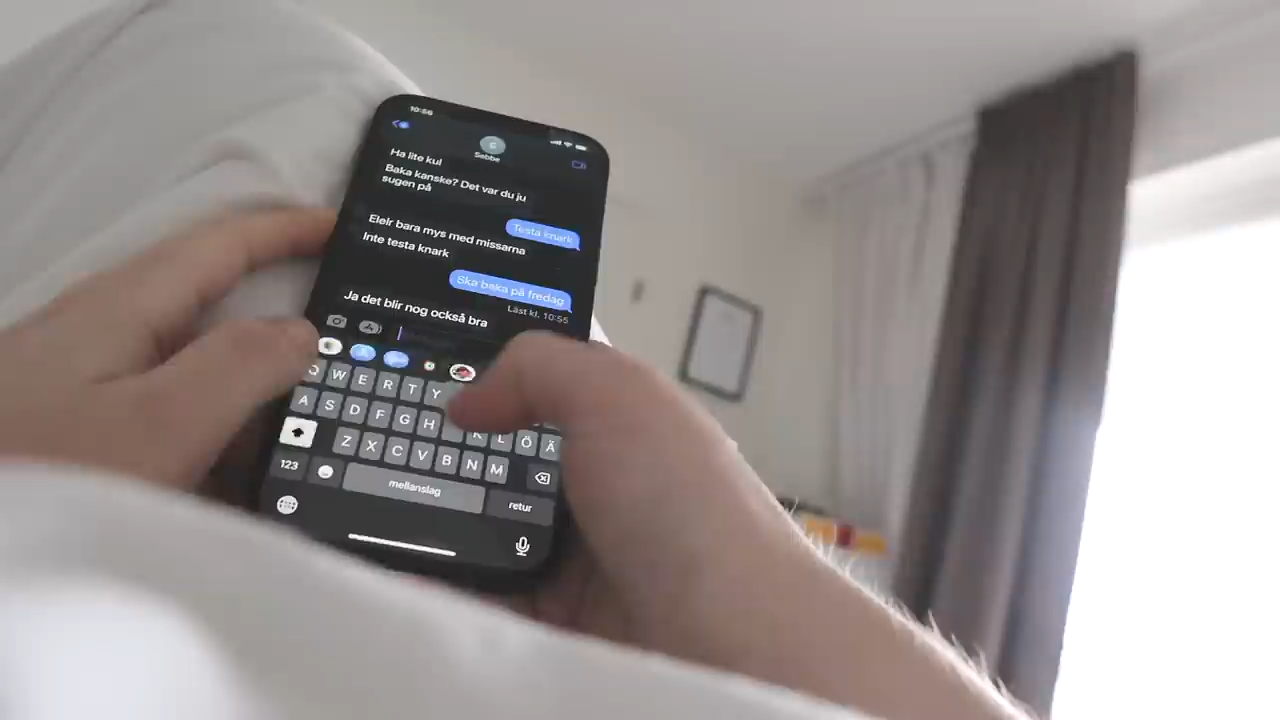 10:56
S
Sebbe
Ha lite kul
Baka kanske? Det var du ju
sugen på
Testa knark
Elelr bara mys med missarna
Inte testa knark
Ska baka på fredag
Läst kl. 10:55
Ja det blir nog också bra
Q W E R T Y
A S D F G H K L Ö Ä
Z X C V B N M
123
mellanslag
retur